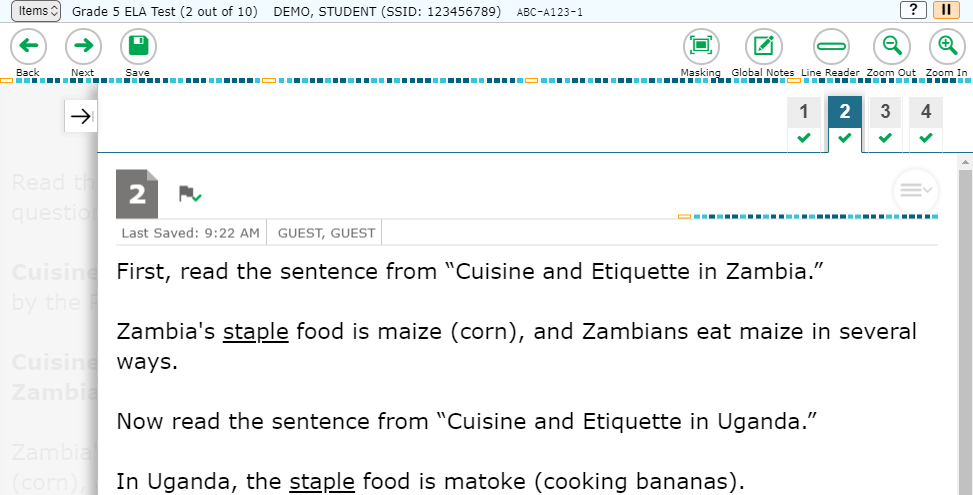 Items Grade 5 ELA Test (2 out of 10) DEMO, STUDENT (SSID: 123456789) ABC-A123-1 ?
Back Next Save Masking Global Notes Line Reader Zoom Out Zoom In
1 2 3 4
2
Last Saved: 9:22 AM GUEST, GUEST
First, read the sentence from “Cuisine and Etiquette in Zambia.”
Zambia's staple food is maize (corn), and Zambians eat maize in several
ways.
Now read the sentence from “Cuisine and Etiquette in Uganda.”
In Uganda, the staple food is matoke (cooking bananas).
Read th
question
Cuisine
by the P
Cuisine
Zambia
Zambia'
(corn),